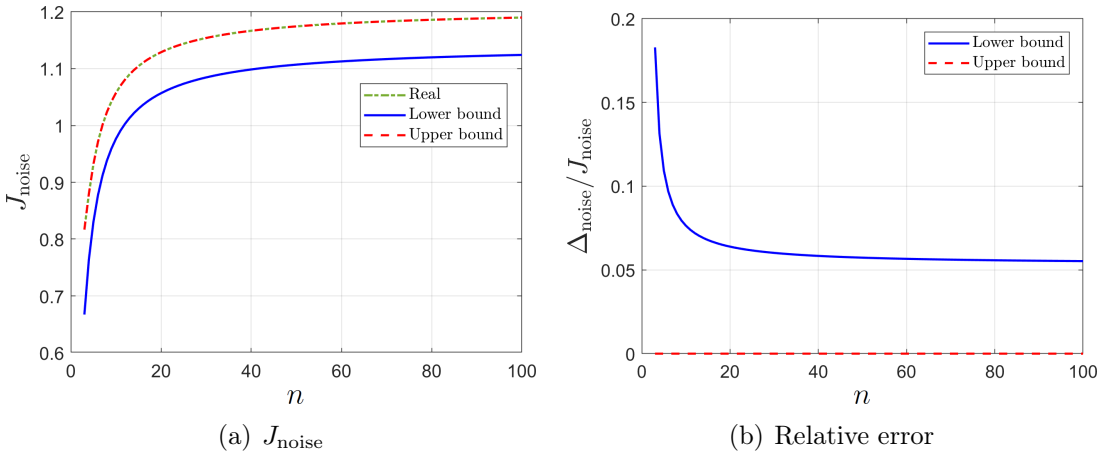 1.2
1.1
1
0.9
0.8
0.7
0.6
0 20 40 60 80 100
J_noise
n
Real
Lower bound
Upper bound
(a) J_noise
0.2
0.15
0.1
0.05
0
0 20 40 60 80 100
Δ_noise/J_noise
n
Lower bound
Upper bound
(b) Relative error